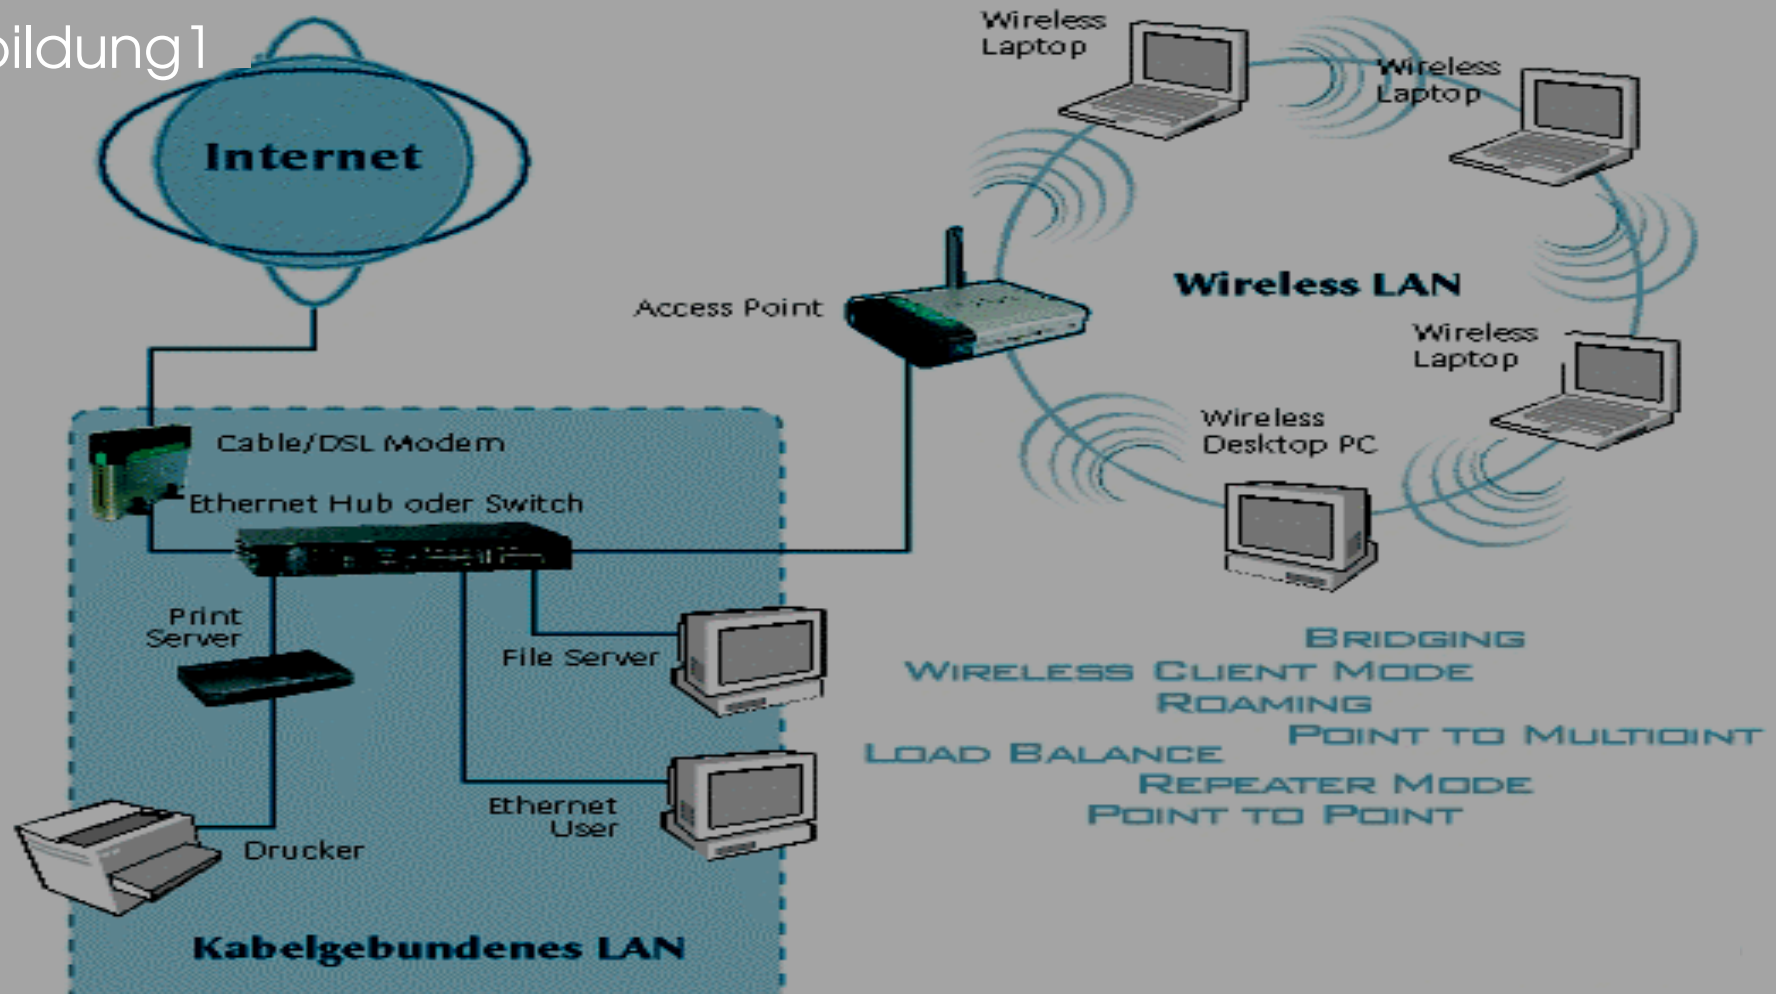 bildung1
Internet
Wireless
Laptop
Wireless
Laptop
Wireless LAN
Access Point
Wireless
Laptop
Wireless
Desktop PC
Cable/DSL Modem
Ethernet Hub oder Switch
Print
Server
File Server
Ethernet
User
Drucker
Kabelgebundenes LAN
BRIDGING
WIRELESS CLIENT MODE
ROAMING
POINT TO MULTIOINT
LOAD BALANCE
REPEATER MODE
POINT TO POINT